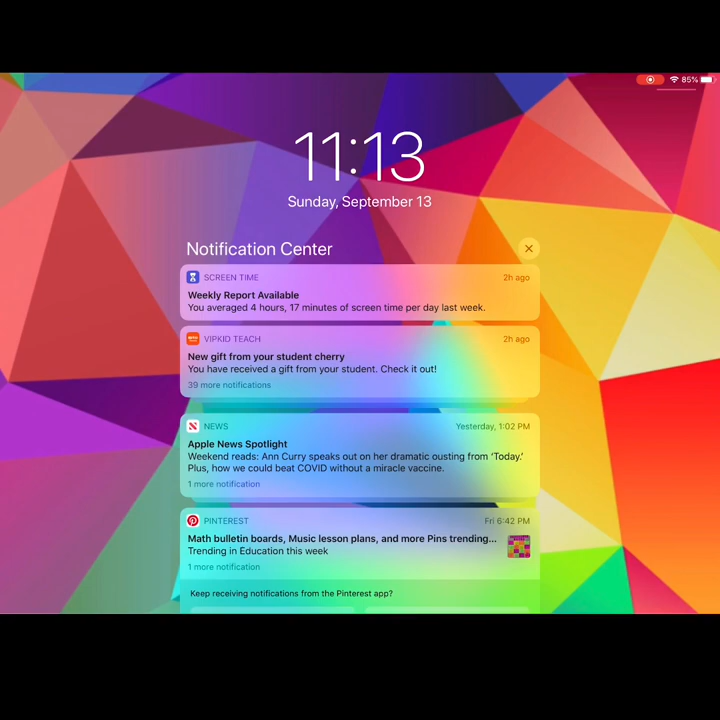 85%
11:13
Sunday, September 13
Notification Center
SCREEN TIME 2h ago
Weekly Report Available
You averaged 4 hours, 17 minutes of screen time per day last week.
VIPKID TEACH 2h ago
New gift from your student cherry
You have received a gift from your student. Check it out!
39 more notifications
NEWS Yesterday, 1:02 PM
Apple News Spotlight
Weekend reads: Ann Curry speaks out on her dramatic ousting from ‘Today.’
Plus, how we could beat COVID without a miracle vaccine.
1 more notification
PINTEREST Fri 6:42 PM
Math bulletin boards, Music lesson plans, and more Pins trending...
Trending in Education this week
1 more notification
Keep receiving notifications from the Pinterest app?